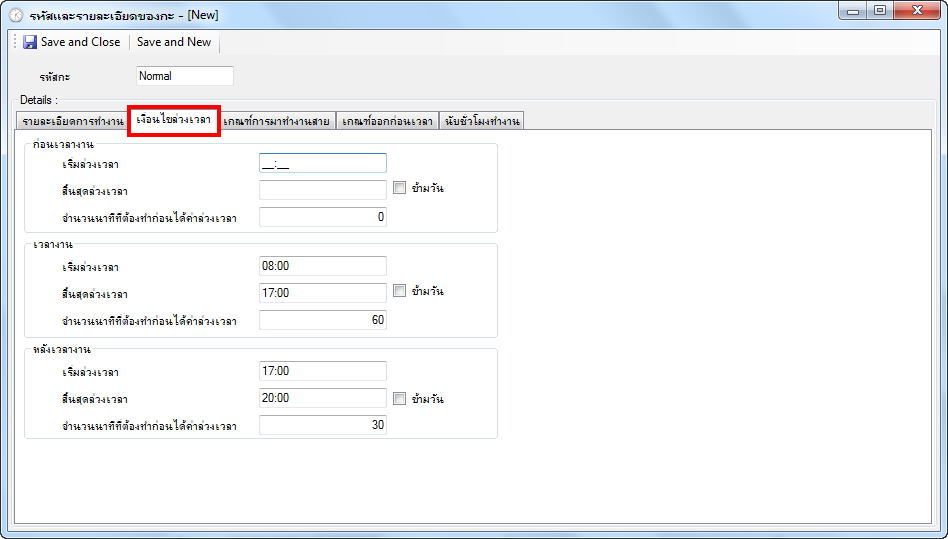 รหัสและรายละเอียดของกะ - [New]
Save and Close Save and New
รหัสกะ Normal
Details :
รายละเอียดการทำงาน เงื่อนไขล่วงเวลา เกณฑ์การมาทำงานสาย เกณฑ์ออกก่อนเวลา นับชั่วโมงทำงาน
ก่อนเวลางาน
เริ่มล่วงเวลา __:__
สิ้นสุดล่วงเวลา ข้ามวัน
จำนวนนาทีที่ต้องทำก่อนได้ค่าล่วงเวลา 0
เวลางาน
เริ่มล่วงเวลา 08:00
สิ้นสุดล่วงเวลา 17:00 ข้ามวัน
จำนวนนาทีที่ต้องทำก่อนได้ค่าล่วงเวลา 60
หลังเวลางาน
เริ่มล่วงเวลา 17:00
สิ้นสุดล่วงเวลา 20:00 ข้ามวัน
จำนวนนาทีที่ต้องทำก่อนได้ค่าล่วงเวลา 30